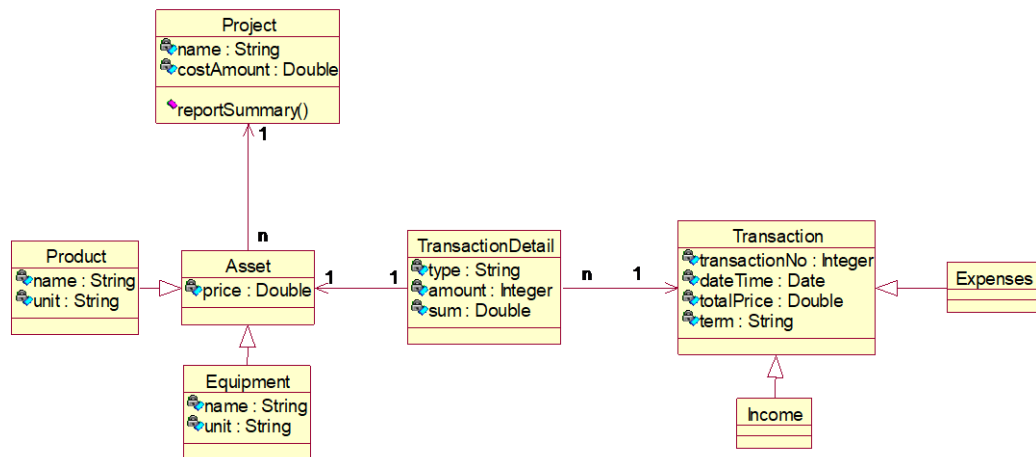 Project
name : String
costAmount : Double
reportSummary()
1
n
Product
name : String
unit : String
Asset
price : Double
1
1
TransactionDetail
type : String
amount : Integer
sum : Double
n
1
Transaction
transactionNo : Integer
dateTime : Date
totalPrice : Double
term : String
Expenses
Equipment
name : String
unit : String
Income